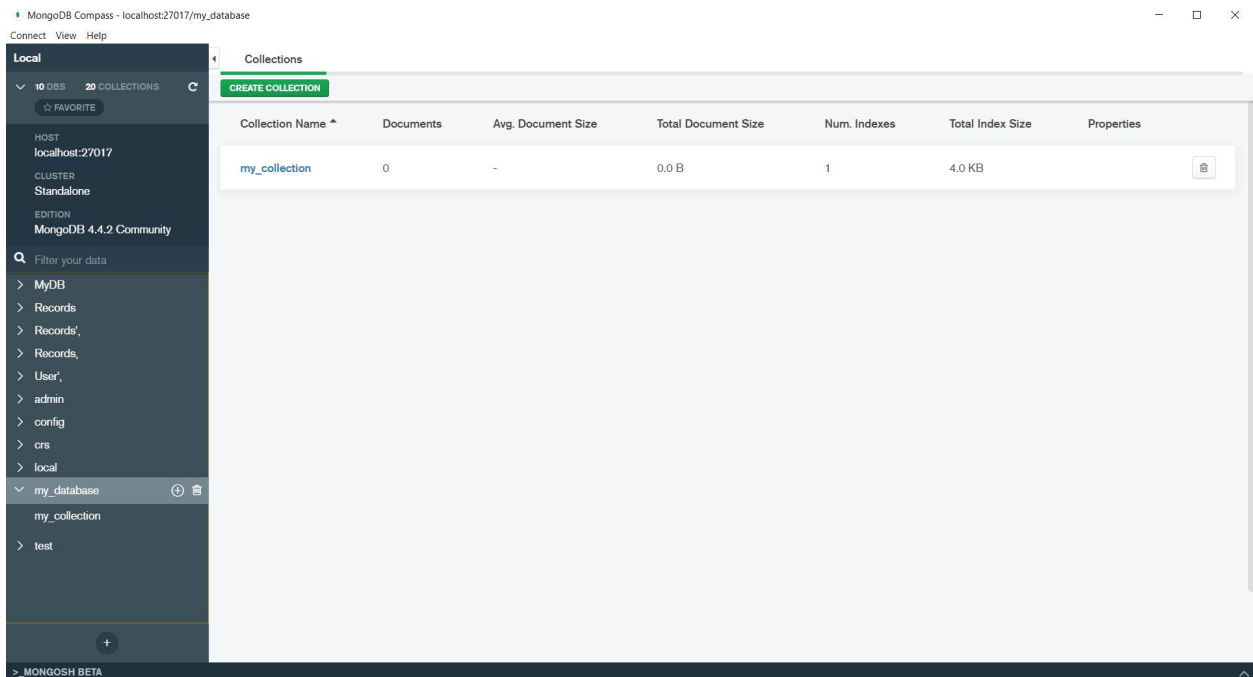 MongoDB Compass - localhost:27017/my_database
Connect View Help
Local
10 DBS 20 COLLECTIONS
☆ FAVORITE
HOST
localhost:27017
CLUSTER
Standalone
EDITION
MongoDB 4.4.2 Community
Filter your data
MyDB
Records
Records',
Records,
User',
admin
config
crs
local
my_database
my_collection
test
+
>_MONGOSH BETA
Collections
CREATE COLLECTION
Collection Name Documents Avg. Document Size Total Document Size Num. Indexes Total Index Size Properties
my_collection 0 - 0.0 B 1 4.0 KB